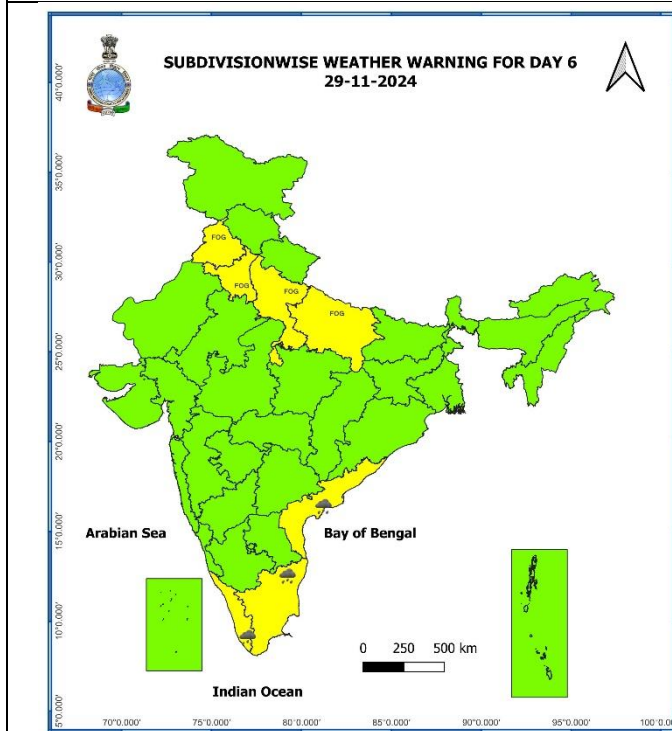 SUBDIVISIONWISE WEATHER WARNING FOR DAY 6
29-11-2024
40°0.000'
35°0.000'
30°0.000'
25°0.000'
20°0.000'
15°0.000'
10°0.000'
5°0.000'
FOG
FOG
FOG
FOG
Arabian Sea
Bay of Bengal
0 250 500 km
Indian Ocean
70°0.000' 75°0.000' 80°0.000' 85°0.000' 90°0.000' 95°0.000' 100°0.0